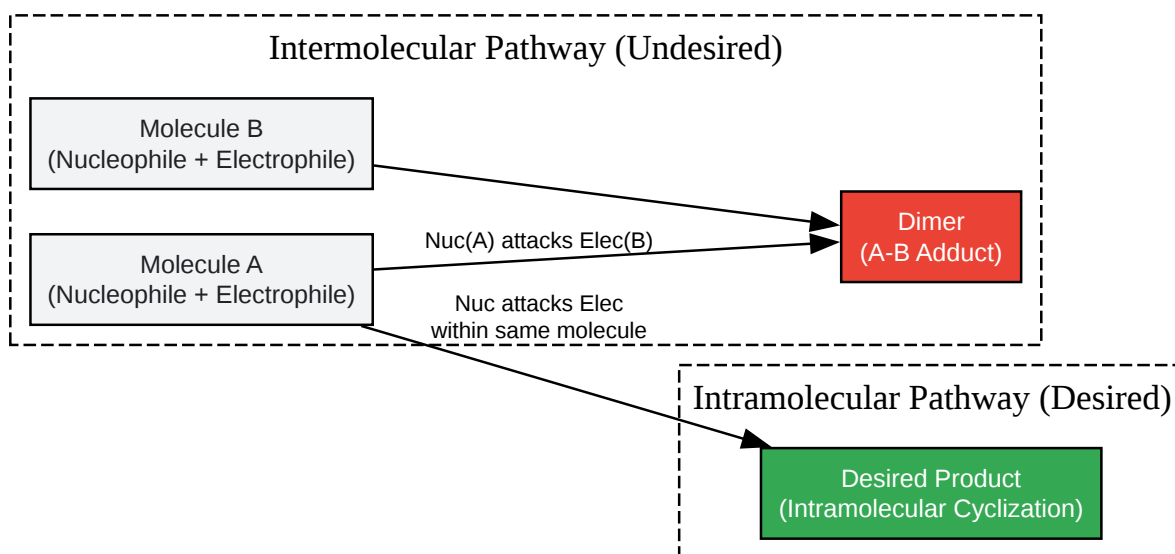 Intermolecular Pathway (Undesired)
Molecule B
(Nucleophile + Electrophile)
Dimer
(A-B Adduct)
Nuc(A) attacks Elec(B)
Molecule A
(Nucleophile + Electrophile)
Nuc attacks Elec
within same molecule
Intramolecular Pathway (Desired)
Desired Product
(Intramolecular Cyclization)